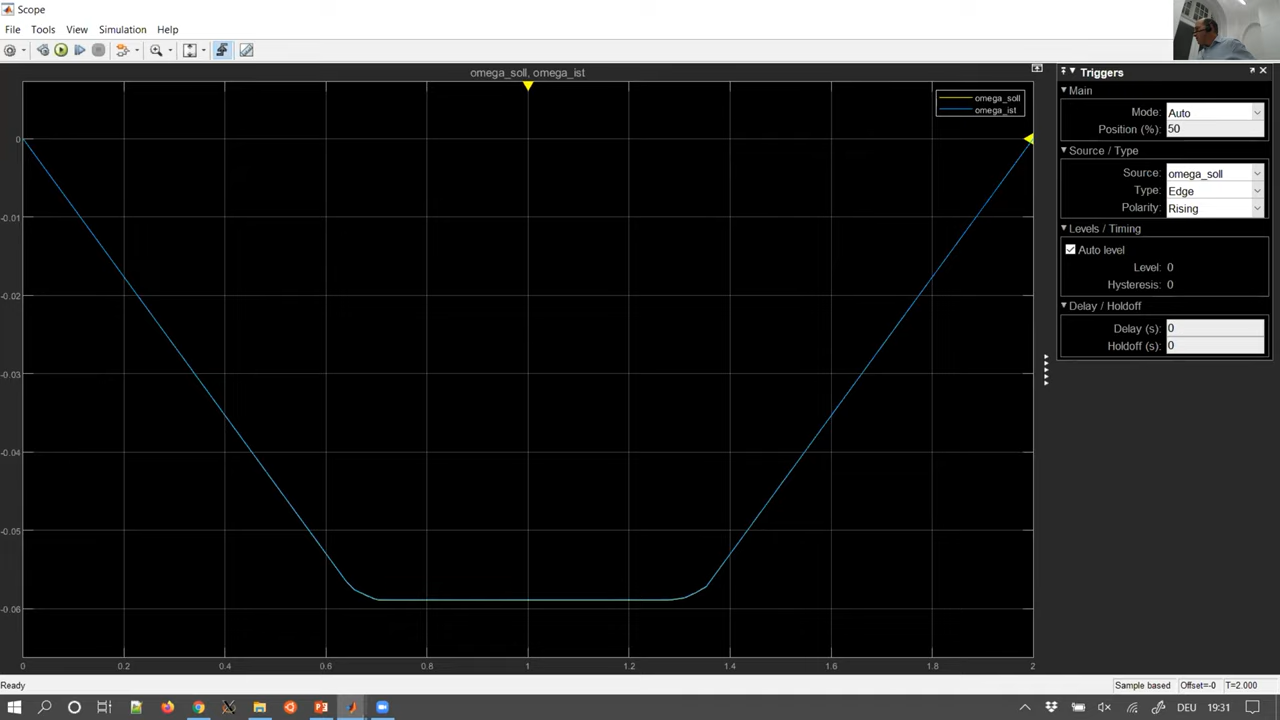 Scope
File Tools View Simulation Help
omega_soll, omega_ist
omega_soll
omega_ist
0
-0.01
-0.02
-0.03
-0.04
-0.05
-0.06
0 0.2 0.4 0.6 0.8 1 1.2 1.4 1.6 1.8 2
Triggers
Main
Mode: Auto
Position (%): 50
Source / Type
Source: omega_soll
Type: Edge
Polarity: Rising
Levels / Timing
Auto level
Level: 0
Hysteresis: 0
Delay / Holdoff
Delay (s): 0
Holdoff (s): 0
Ready Sample based Offset=-0 T=2.000
DEU 19:31